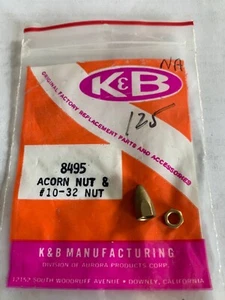 NA
K&B
ORIGINAL FACTORY REPLACEMENT PARTS AND ACCESSORIES
125
8495
ACORN NUT &
#10-32 NUT
K&B MANUFACTURING
DIVISION OF AURORA PRODUCTS CORP.
12152 SOUTH WOODRUFF AVENUE • DOWNEY, CALIFORNIA